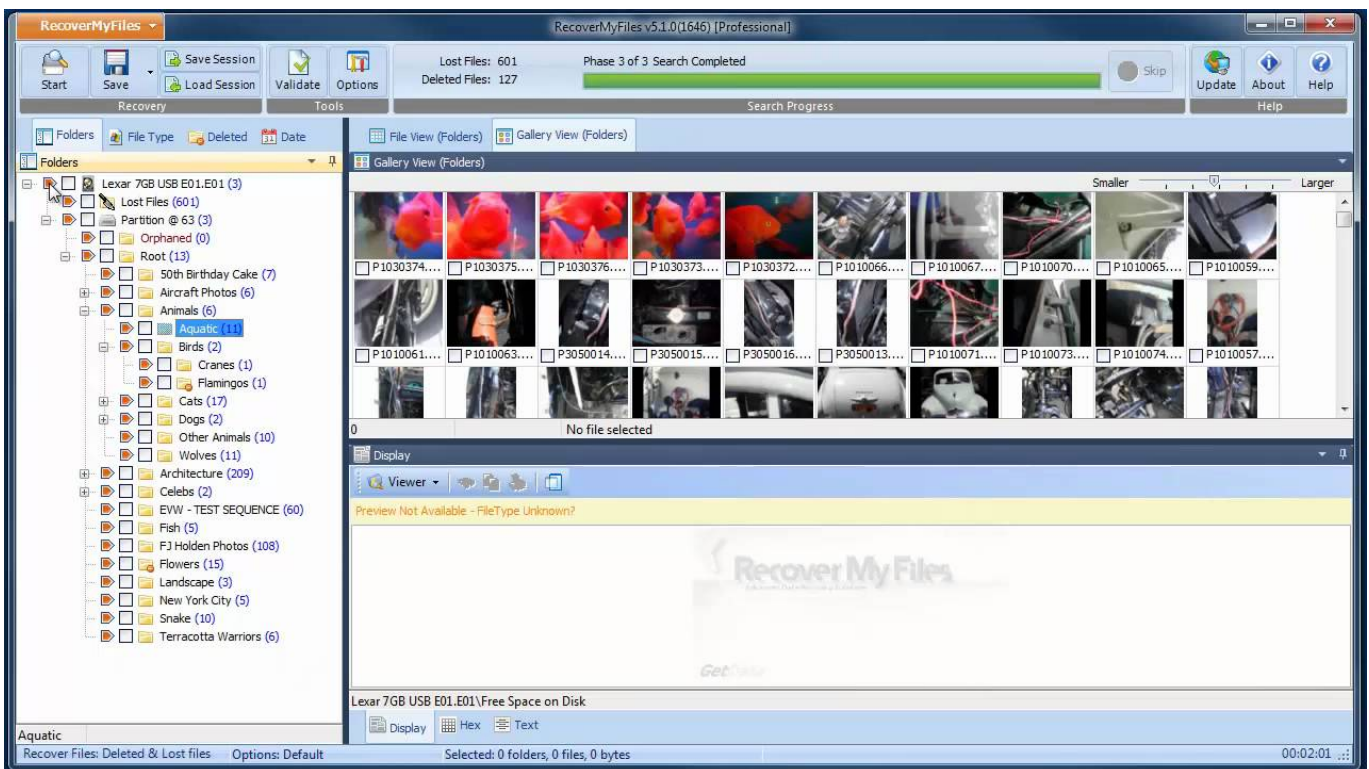 RecoverMyFiles
RecoverMyFiles v5.1.0(1646) [Professional]
Start
Save
Save Session
Load Session
Validate
Options
Lost Files: 601
Deleted Files: 127
Phase 3 of 3 Search Completed
Skip
Update
About
Help
Recovery
Tools
Search Progress
Help
Folders
File Type
Deleted
Date
File View (Folders)
Gallery View (Folders)
Folders
Gallery View (Folders)
Smaller
Larger
Lexar 7GB USB E01.E01 (3)
Lost Files (601)
Partition @ 63 (3)
Orphaned (0)
Root (13)
50th Birthday Cake (7)
Aircraft Photos (6)
Animals (6)
Aquatic (11)
Birds (2)
Cranes (1)
Flamingos (1)
Cats (17)
Dogs (2)
Other Animals (10)
Wolves (11)
Architecture (209)
Celebs (2)
EVW - TEST SEQUENCE (60)
Fish (5)
FJ Holden Photos (108)
Flowers (15)
Landscape (3)
New York City (5)
Snake (10)
Terracotta Warriors (6)
P1030374.... P1030375.... P1030376.... P1030373.... P1030372.... P1010066.... P1010067.... P1010070.... P1010065.... P1010059....
P1010061.... P1010063.... P3050014.... P3050015.... P3050016.... P3050013.... P1010071.... P1010073.... P1010074.... P1010057....
0
No file selected
Display
Viewer
Preview Not Available - FileType Unknown?
Recover My Files
GetData
Lexar 7GB USB E01.E01\Free Space on Disk
Display
Hex
Text
Aquatic
Recover Files: Deleted & Lost files
Options: Default
Selected: 0 folders, 0 files, 0 bytes
00:02:01